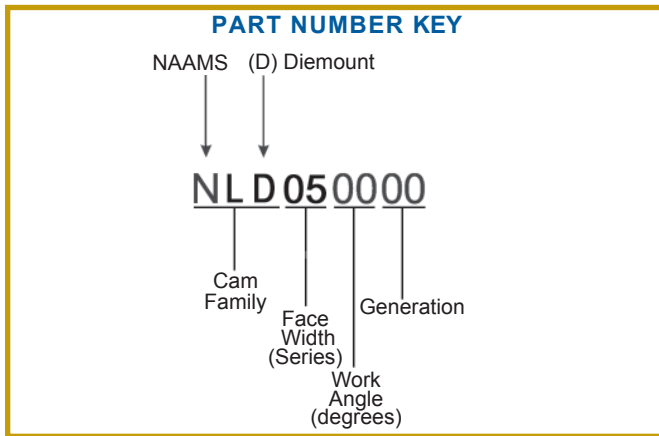 PART NUMBER KEY
NAAMS (D) Diemount
NLD050000
Cam
Family
Face
Width
(Series)
Work
Angle
(degrees)
Generation